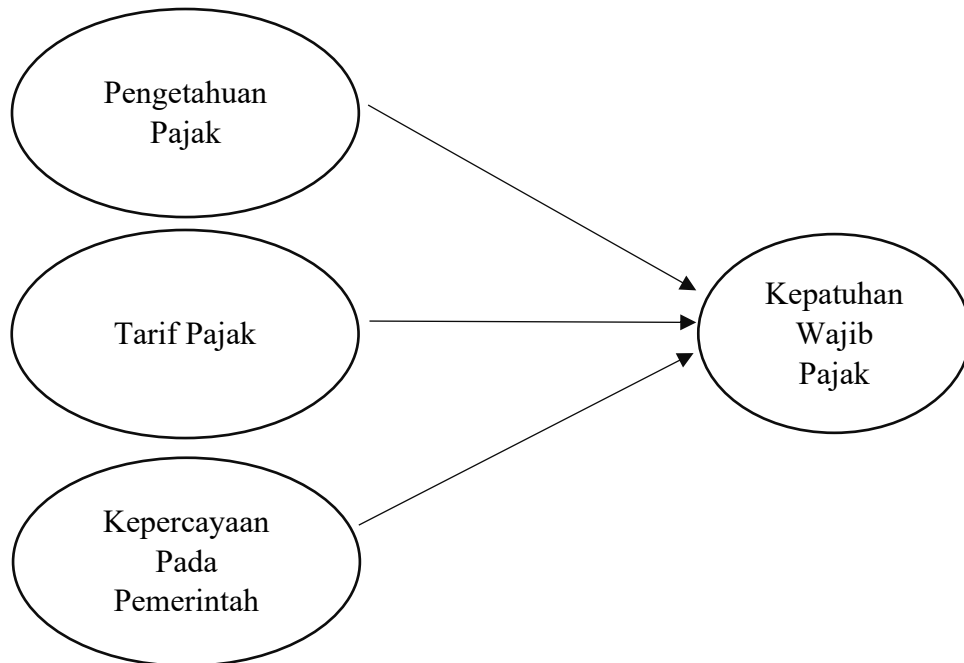 Pengetahuan
Pajak
Tarif Pajak
Kepercayaan
Pada
Pemerintah
Kepatuhan
Wajib
Pajak